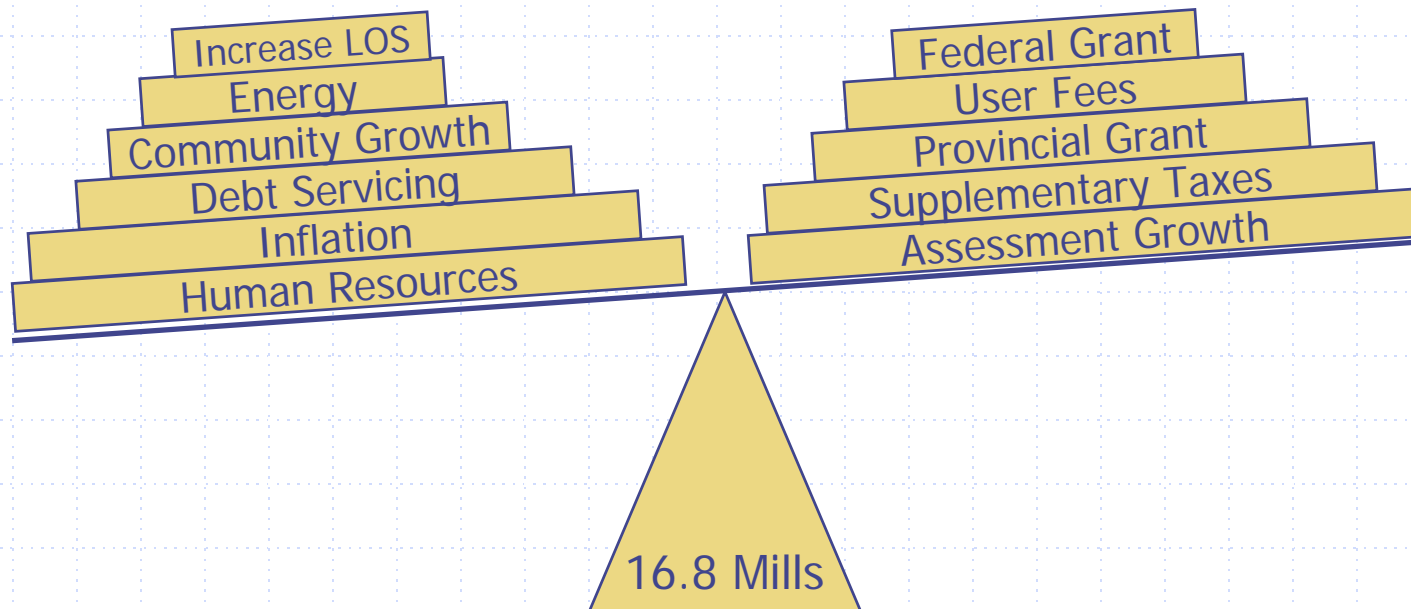 Increase LOS
Energy
Community Growth
Debt Servicing
Inflation
Human Resources
Federal Grant
User Fees
Provincial Grant
Supplementary Taxes
Assessment Growth
16.8 Mills